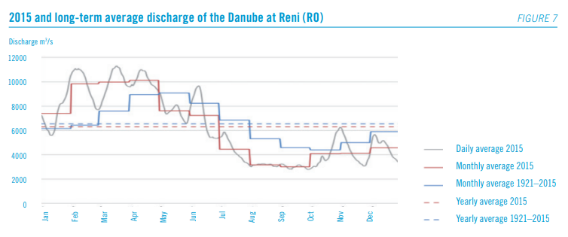 2015 and long-term average discharge of the Danube at Reni (RO)
FIGURE 7
Discharge m³/s
12000
10000
8000
6000
4000
2000
0
Jan
Feb
Mar
Apr
May
Jun
Jul
Aug
Sep
Oct
Nov
Dec
Daily average 2015
Monthly average 2015
Monthly average 1921–2015
Yearly average 2015
Yearly average 1921–2015